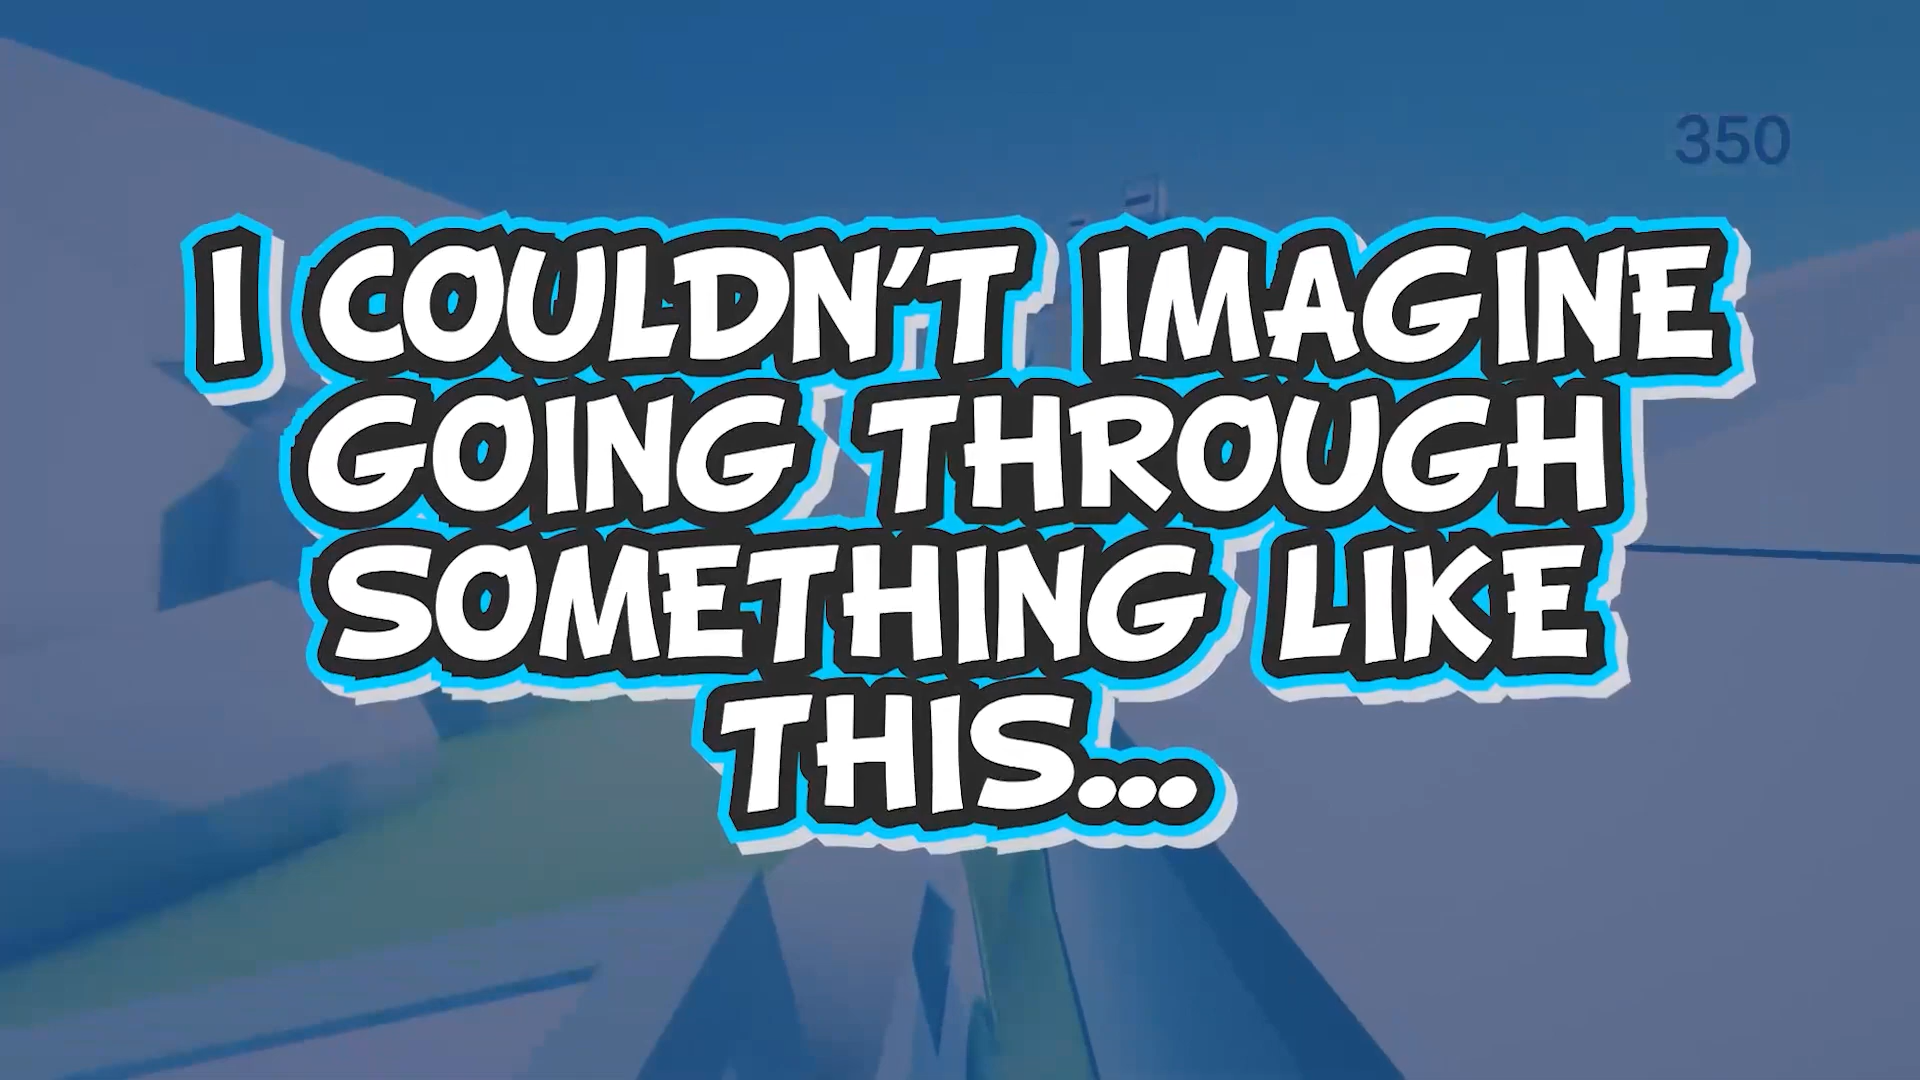 350
I COULDN'T IMAGINE
GOING THROUGH
SOMETHING LIKE
THIS...